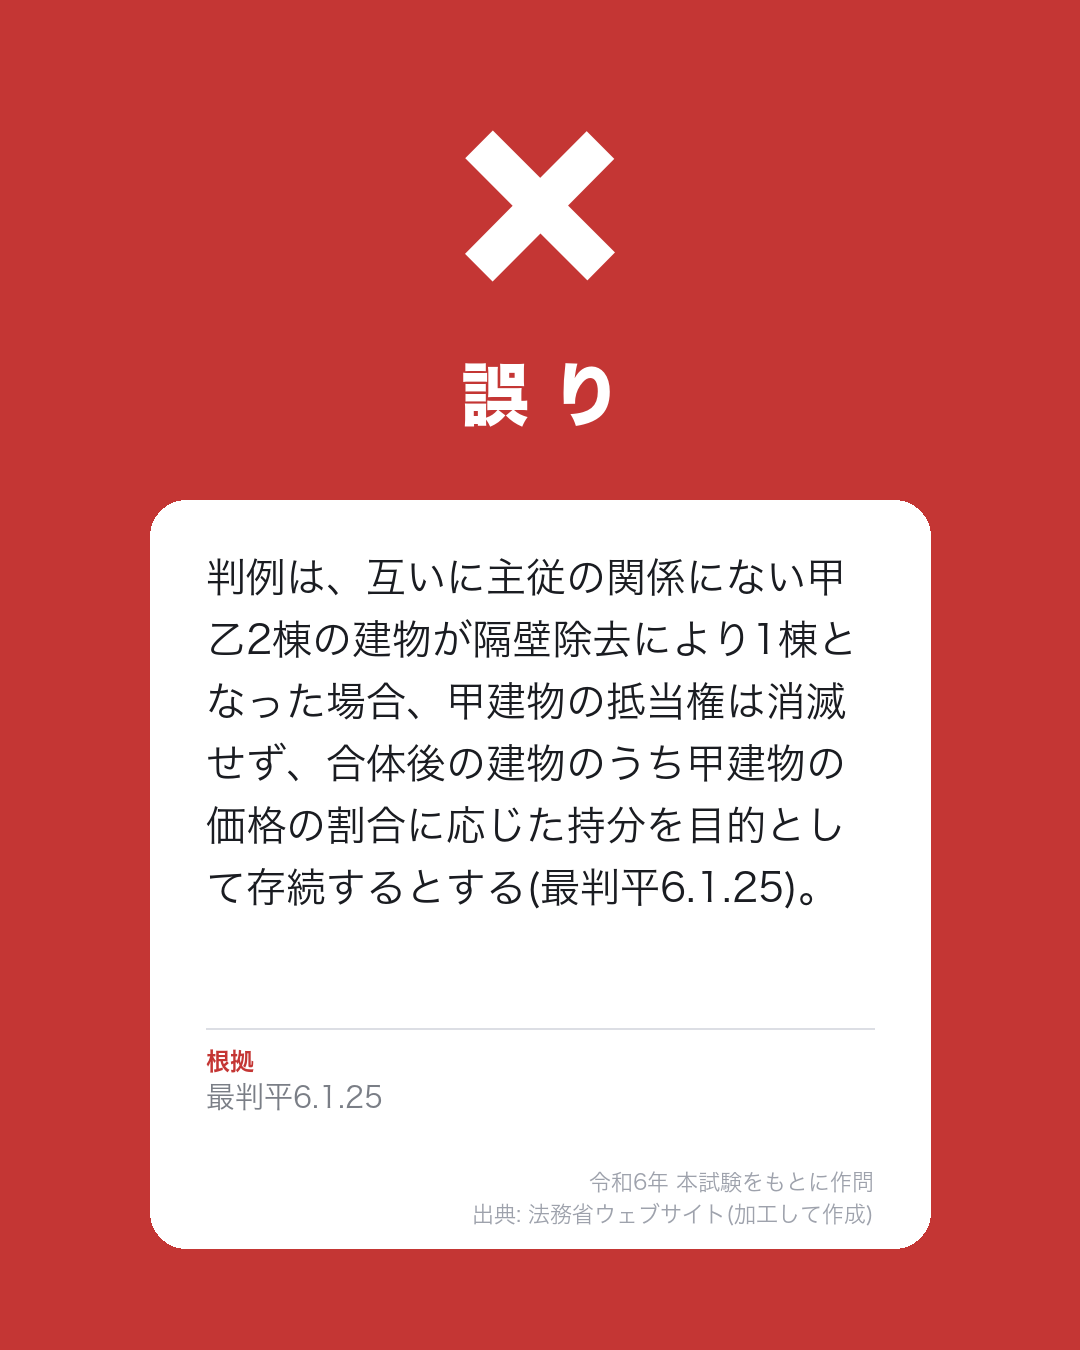 誤り
判例は、互いに主従の関係にない甲
乙2棟の建物が隔壁除去により1棟と
なった場合、甲建物の抵当権は消滅
せず、合体後の建物のうち甲建物の
価格の割合に応じた持分を目的とし
て存続するとする(最判平6.1.25)。
根拠
最判平6.1.25
令和6年 本試験をもとに作問
出典: 法務省ウェブサイト(加工して作成)